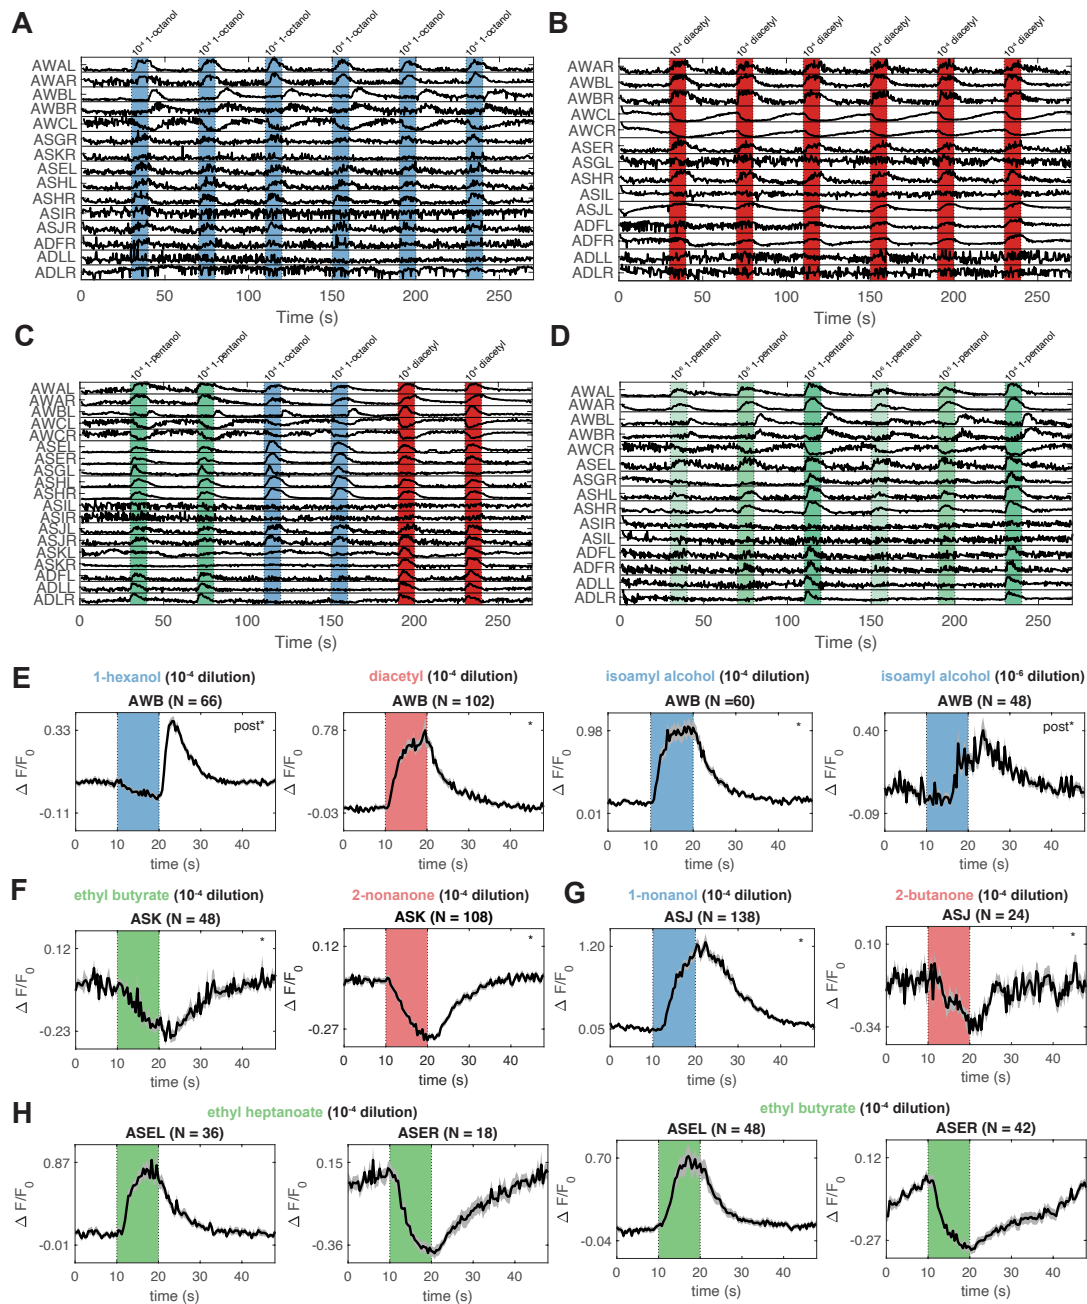 A
10⁻⁴ 1-octanol 10⁻⁴ 1-octanol 10⁻⁴ 1-octanol 10⁻⁴ 1-octanol 10⁻⁴ 1-octanol 10⁻⁴ 1-octanol
AWAL
AWAR
AWBL
AWBR
AWCL
ASGR
ASKR
ASEL
ASHL
ASHR
ASIR
ASJR
ADFR
ADLL
ADLR
0 50 100 150 200 250
Time (s)
B
10⁻⁴ diacetyl 10⁻⁴ diacetyl 10⁻⁴ diacetyl 10⁻⁴ diacetyl 10⁻⁴ diacetyl 10⁻⁴ diacetyl
AWAR
AWBL
AWBR
AWCL
AWCR
ASER
ASGL
ASHR
ASIL
ASJL
ADFL
ADFR
ADLL
ADLR
0 50 100 150 200 250
Time (s)
C
10⁻⁴ 1-pentanol 10⁻⁴ 1-pentanol 10⁻⁴ 1-octanol 10⁻⁴ 1-octanol 10⁻⁴ diacetyl 10⁻⁴ diacetyl
AWAL
AWAR
AWBL
AWCL
AWCR
ASEL
ASER
ASGL
ASHL
ASHR
ASIL
ASIR
ASJL
ASJR
ASKL
ASKR
ADFL
ADLL
ADLR
0 50 100 150 200 250
Time (s)
D
1-pentanol 1-pentanol 1-pentanol 1-pentanol 1-pentanol 1-pentanol
AWAL
AWAR
AWBL
AWBR
AWCR
ASEL
ASGR
ASHL
ASHR
ASIR
ASIL
ADFL
ADFR
ADLL
ADLR
0 50 100 150 200 250
Time (s)
E
1-hexanol (10⁻⁴ dilution)
AWB (N = 66)
post*
0.33
-0.11
Δ F/F₀
0 10 20 30 40
time (s)
diacetyl (10⁻⁴ dilution)
AWB (N = 102)
*
0.78
-0.03
Δ F/F₀
0 10 20 30 40
time (s)
isoamyl alcohol (10⁻⁴ dilution)
AWB (N =60)
*
0.98
0.01
Δ F/F₀
0 10 20 30 40
time (s)
isoamyl alcohol (10⁻⁶ dilution)
AWB (N = 48)
post*
0.40
-0.09
Δ F/F₀
0 10 20 30 40
time (s)
F
ethyl butyrate (10⁻⁴ dilution)
ASK (N = 48)
*
0.12
-0.23
Δ F/F₀
0 10 20 30 40
time (s)
2-nonanone (10⁻⁴ dilution)
ASK (N = 108)
*
0.12
-0.27
Δ F/F₀
0 10 20 30 40
time (s)
G
1-nonanol (10⁻⁴ dilution)
ASJ (N = 138)
*
1.20
0.05
Δ F/F₀
0 10 20 30 40
time (s)
2-butanone (10⁻⁴ dilution)
ASJ (N = 24)
*
0.10
-0.34
Δ F/F₀
0 10 20 30 40
time (s)
H
ethyl heptanoate (10⁻⁴ dilution)
ASEL (N = 36)
0.87
-0.01
Δ F/F₀
0 10 20 30 40
time (s)
ASER (N = 18)
0.15
-0.36
Δ F/F₀
0 10 20 30 40
time (s)
ethyl butyrate (10⁻⁴ dilution)
ASEL (N = 48)
0.70
-0.04
Δ F/F₀
0 10 20 30 40
time (s)
ASER (N = 42)
0.12
-0.27
Δ F/F₀
0 10 20 30 40
time (s)